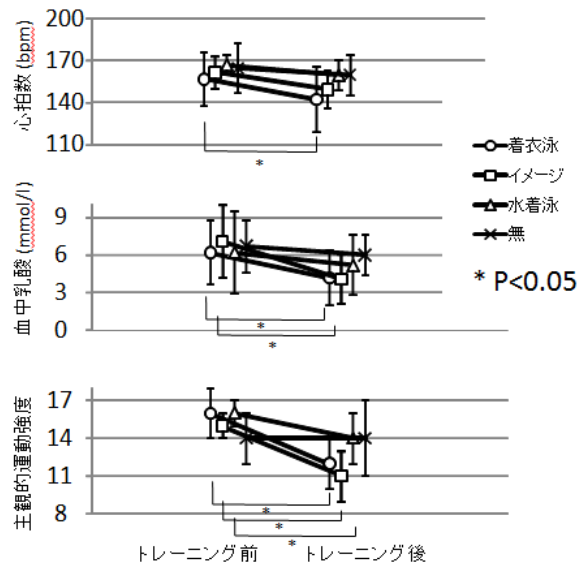 心拍数 (bpm)
200
170
140
110
*
血中乳酸 (mmol/l)
9
6
3
0
*
*
主観的運動強度
17
14
11
8
*
*
*
トレーニング前 トレーニング後
着衣泳
イメージ
水着泳
無
* P<0.05